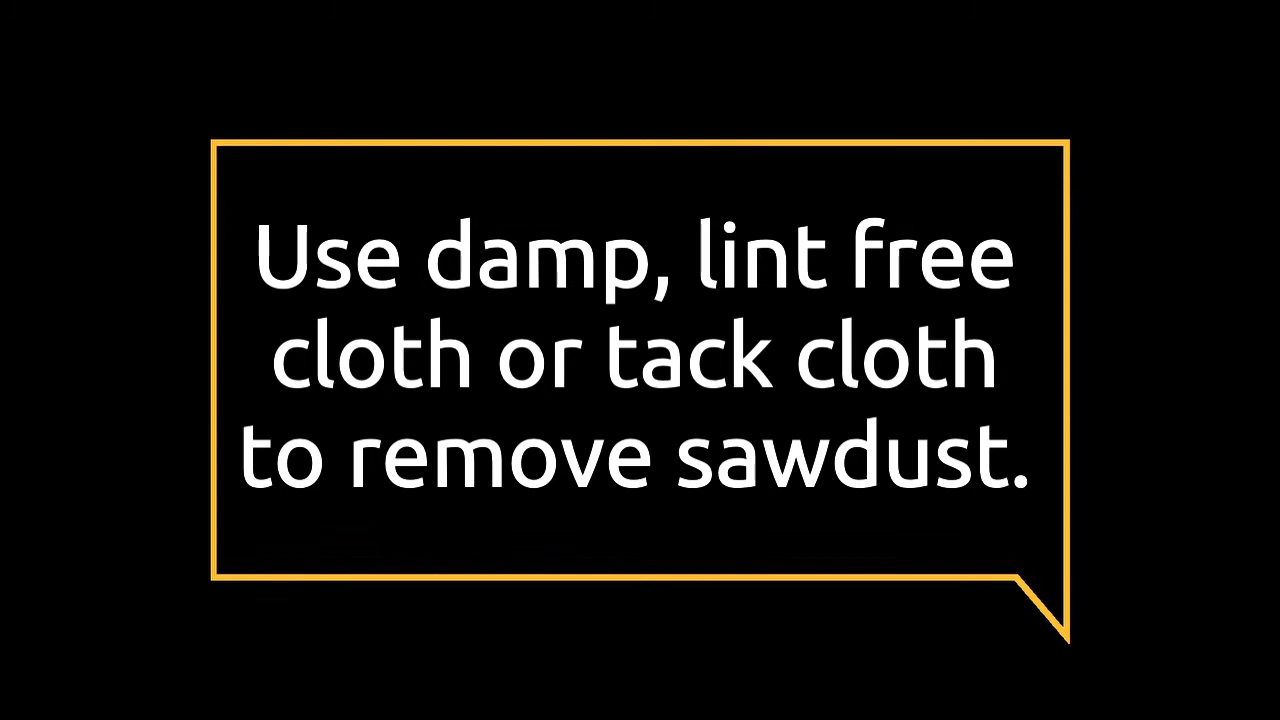 Use damp, lint free
cloth or tack cloth
to remove sawdust.